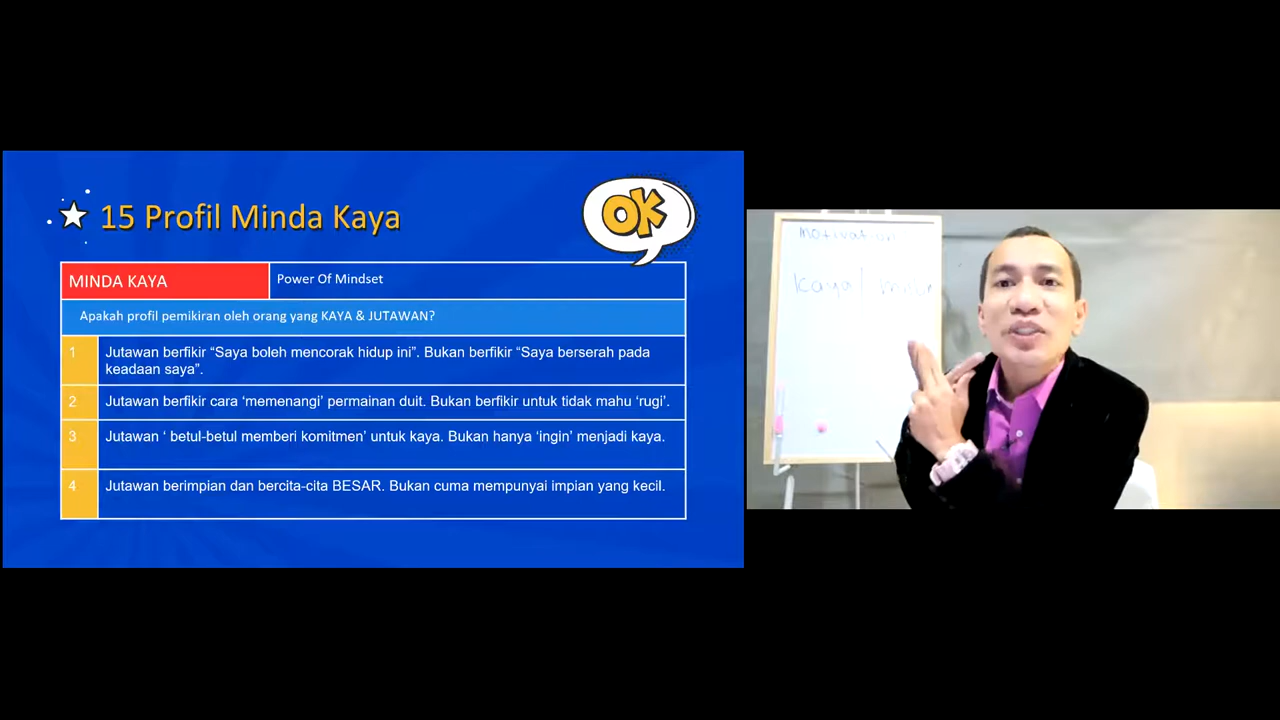 15 Profil Minda Kaya
OK
MINDA KAYA
Power Of Mindset
Apakah profil pemikiran oleh orang yang KAYA & JUTAWAN?
1
Jutawan berfikir “Saya boleh mencorak hidup ini”. Bukan berfikir “Saya berserah pada
keadaan saya”.
2
Jutawan berfikir cara ‘memenangi’ permainan duit. Bukan berfikir untuk tidak mahu ‘rugi’.
3
Jutawan ‘ betul-betul memberi komitmen’ untuk kaya. Bukan hanya ‘ingin’ menjadi kaya.
4
Jutawan berimpian dan bercita-cita BESAR. Bukan cuma mempunyai impian yang kecil.
Motivation
kaya /